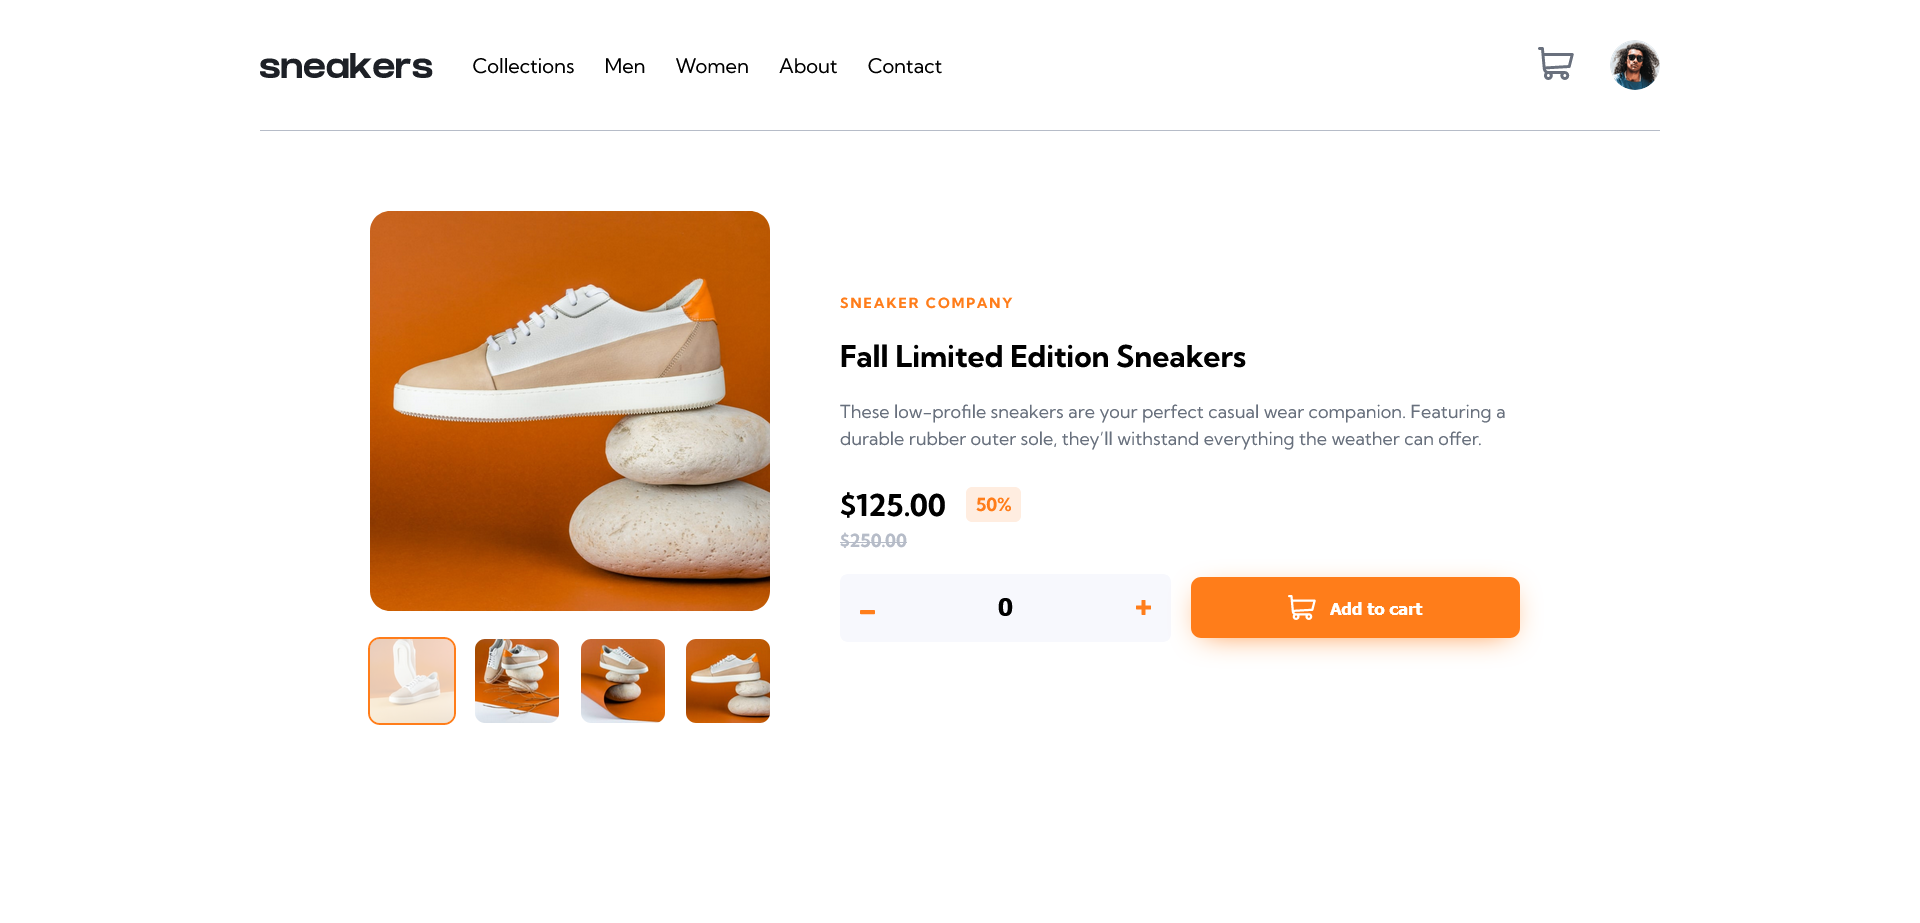 sneakers Collections Men Women About Contact
SNEAKER COMPANY
Fall Limited Edition Sneakers
These low-profile sneakers are your perfect casual wear companion. Featuring a
durable rubber outer sole, they’ll withstand everything the weather can offer.
$125.00 50%
$250.00
- 0 + Add to cart